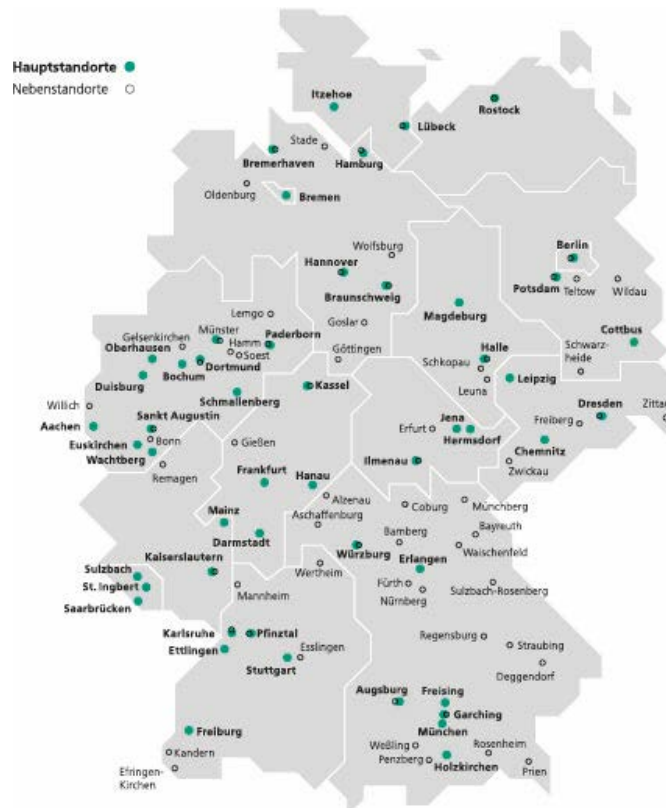 Hauptstandorte
Nebenstandorte
Itzehoe
Rostock
Lübeck
Stade
Bremerhaven
Hamburg
Oldenburg
Bremen
Wolfsburg
Hannover
Berlin
Braunschweig
Potsdam
Teltow
Wildau
Lemgo
Magdeburg
Münster
Paderborn
Goslar
Gelsenkirchen
Hamm
Cottbus
Oberhausen
Soest
Göttingen
Halle
Schwarz-
heide
Dortmund
Schkopau
Bochum
Duisburg
Kassel
Leuna
Leipzig
Schmallenberg
Willich
Sankt Augustin
Dresden
Aachen
Jena
Freiberg
Zittau
Erfurt
Bonn
Gießen
Hermsdorf
Euskirchen
Chemnitz
Wachtberg
Ilmenau
Zwickau
Remagen
Frankfurt
Hanau
Alzenau
Münchberg
Mainz
Aschaffenburg
Coburg
Bayreuth
Darmstadt
Bamberg
Kaiserslautern
Würzburg
Waischenfeld
Sulzbach
Wertheim
Erlangen
St. Ingbert
Mannheim
Fürth
Sulzbach-Rosenberg
Nürnberg
Saarbrücken
Karlsruhe
Pfinztal
Regensburg
Ettlingen
Esslingen
Straubing
Stuttgart
Deggendorf
Augsburg
Freising
Garching
Freiburg
München
Weßling
Rosenheim
Kandern
Penzberg
Holzkirchen
Prien
Efringen-
Kirchen